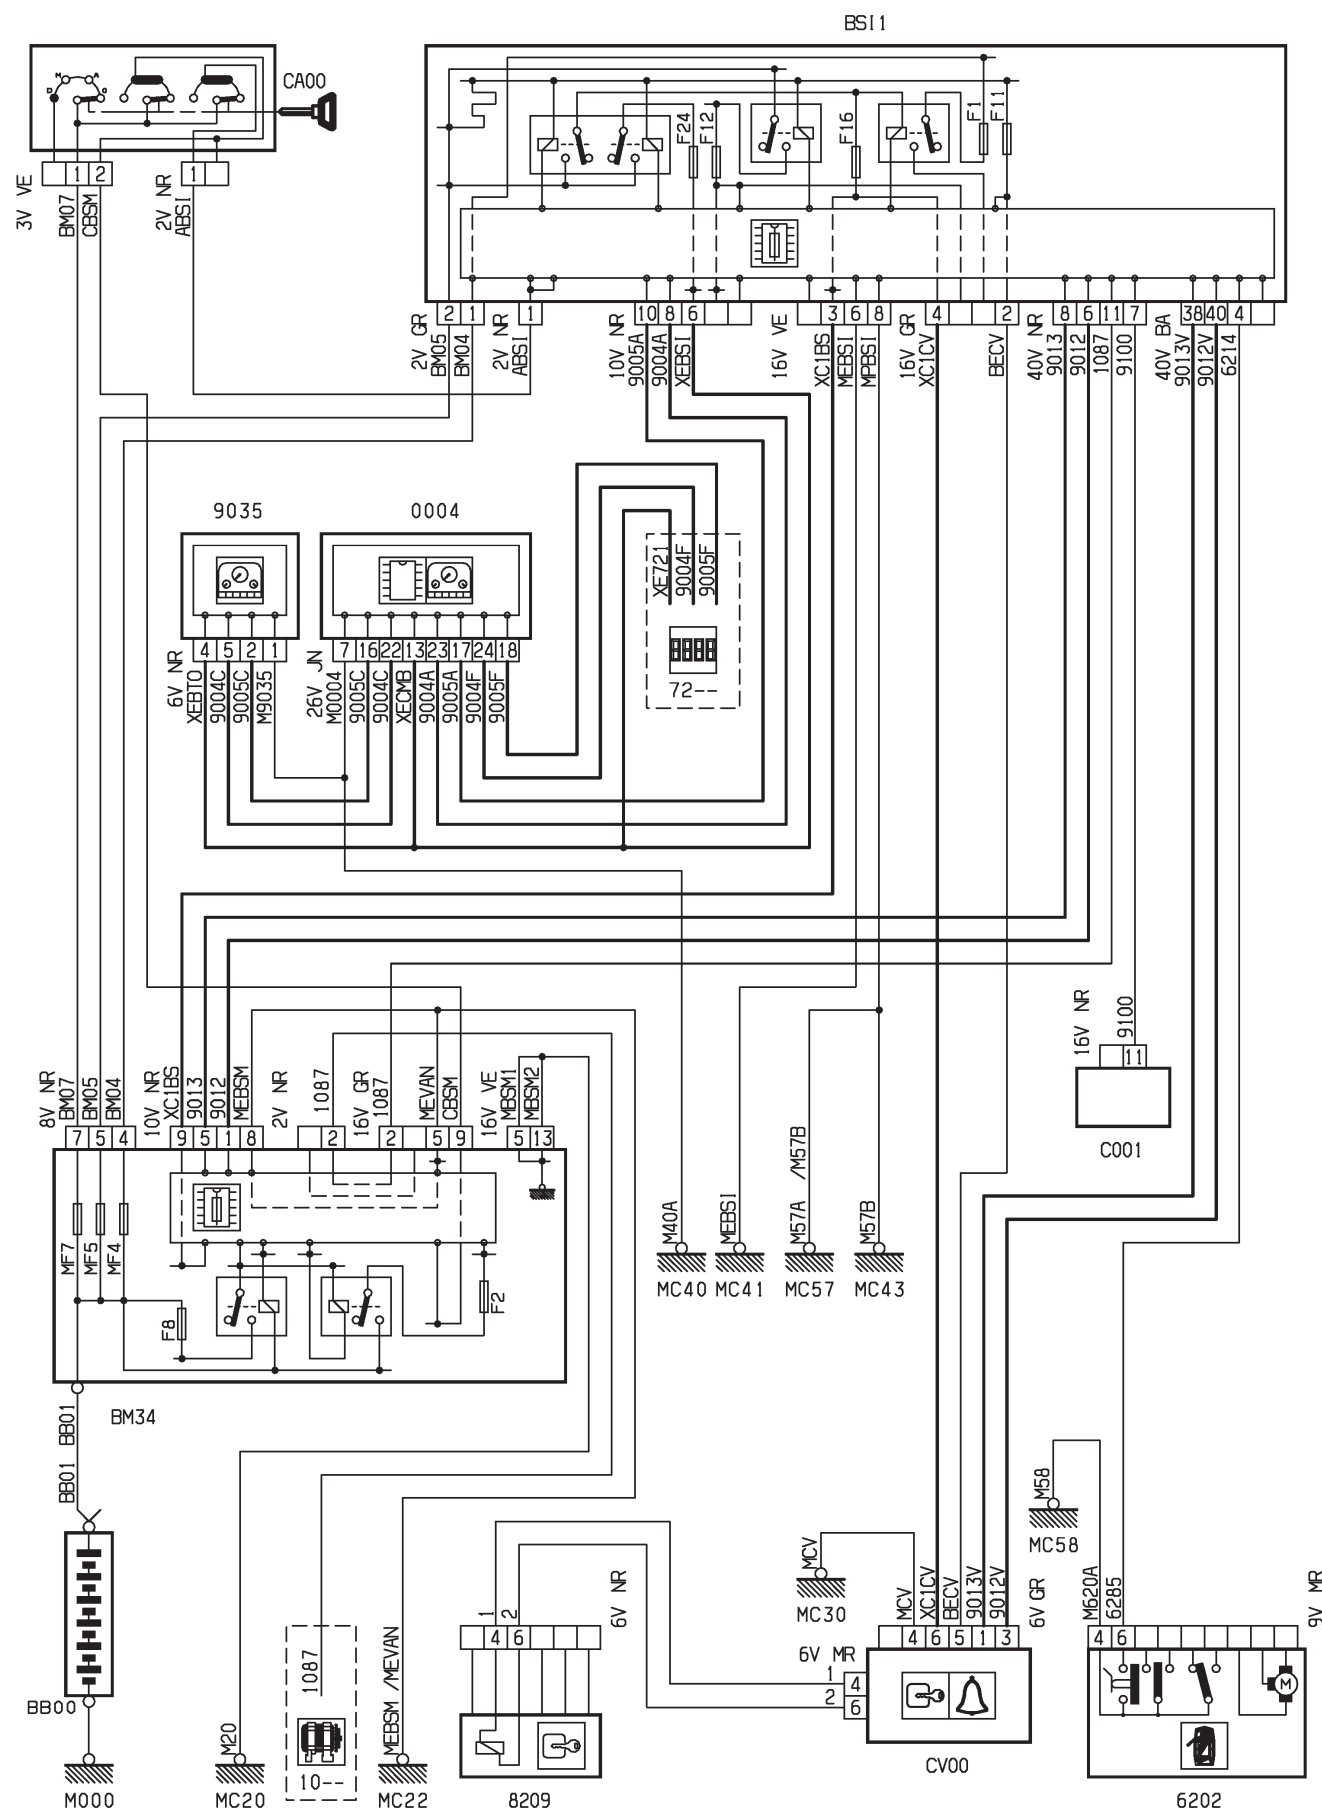 BSI1
CA00
M A
D G
1 2
1
3V VE
BM07
CBSM
2V NR
ABSI
F24
F12
F16
F1
F11
2 1
1
10 8 6
3 6 8
4
2
8 6 11 7
38 40 4
2V GR
BM05
BM04
2V NR
ABSI
10V NR
9005A
9004A
XEBSI
16V VE
XC1BS
MEBSI
MPBSI
16V GR
XC1CV
BECV
40V NR
9013
9012
1087
9100
40V BA
9013V
9012V
6214
9035
0004
XE721
9004F
9005F
72--
4 5 2 1
7 16 22 13 23 17 24 18
6V NR
XEBTO
9004C
9005C
M9035
26V JN
M0004
9005C
9004C
XECMB
9004A
9005A
9004F
9005F
16V NR
9100
11
C001
8V NR
BM07
BM05
BM04
10V NR
XC1BS
9013
9012
MEBSM
2V NR
1087
16V GR
1087
MEVAN
CBSM
16V VE
MBSM1
MBSM2
7 5 4
9 5 1 8
2
2 5 9
5 13
MF7
MF5
MF4
F8
F2
BM34
M40A
MEBSI
M57A /M57B
M57B
MC40 MC41 MC57 MC43
BB01 BB01
BB00
M000
M20
MC20
1087
10--
MEBSM /MEVAN
MC22
1
2
6V NR
4 6
8209
MCV
MC30
MCV
XC1CV
BECV
9013V
9012V
6V GR
4 6 5 1 3
6V MR
1 4
2 6
CV00
M58
MC58
M620A
6285
9V MR
4 6
M
6202